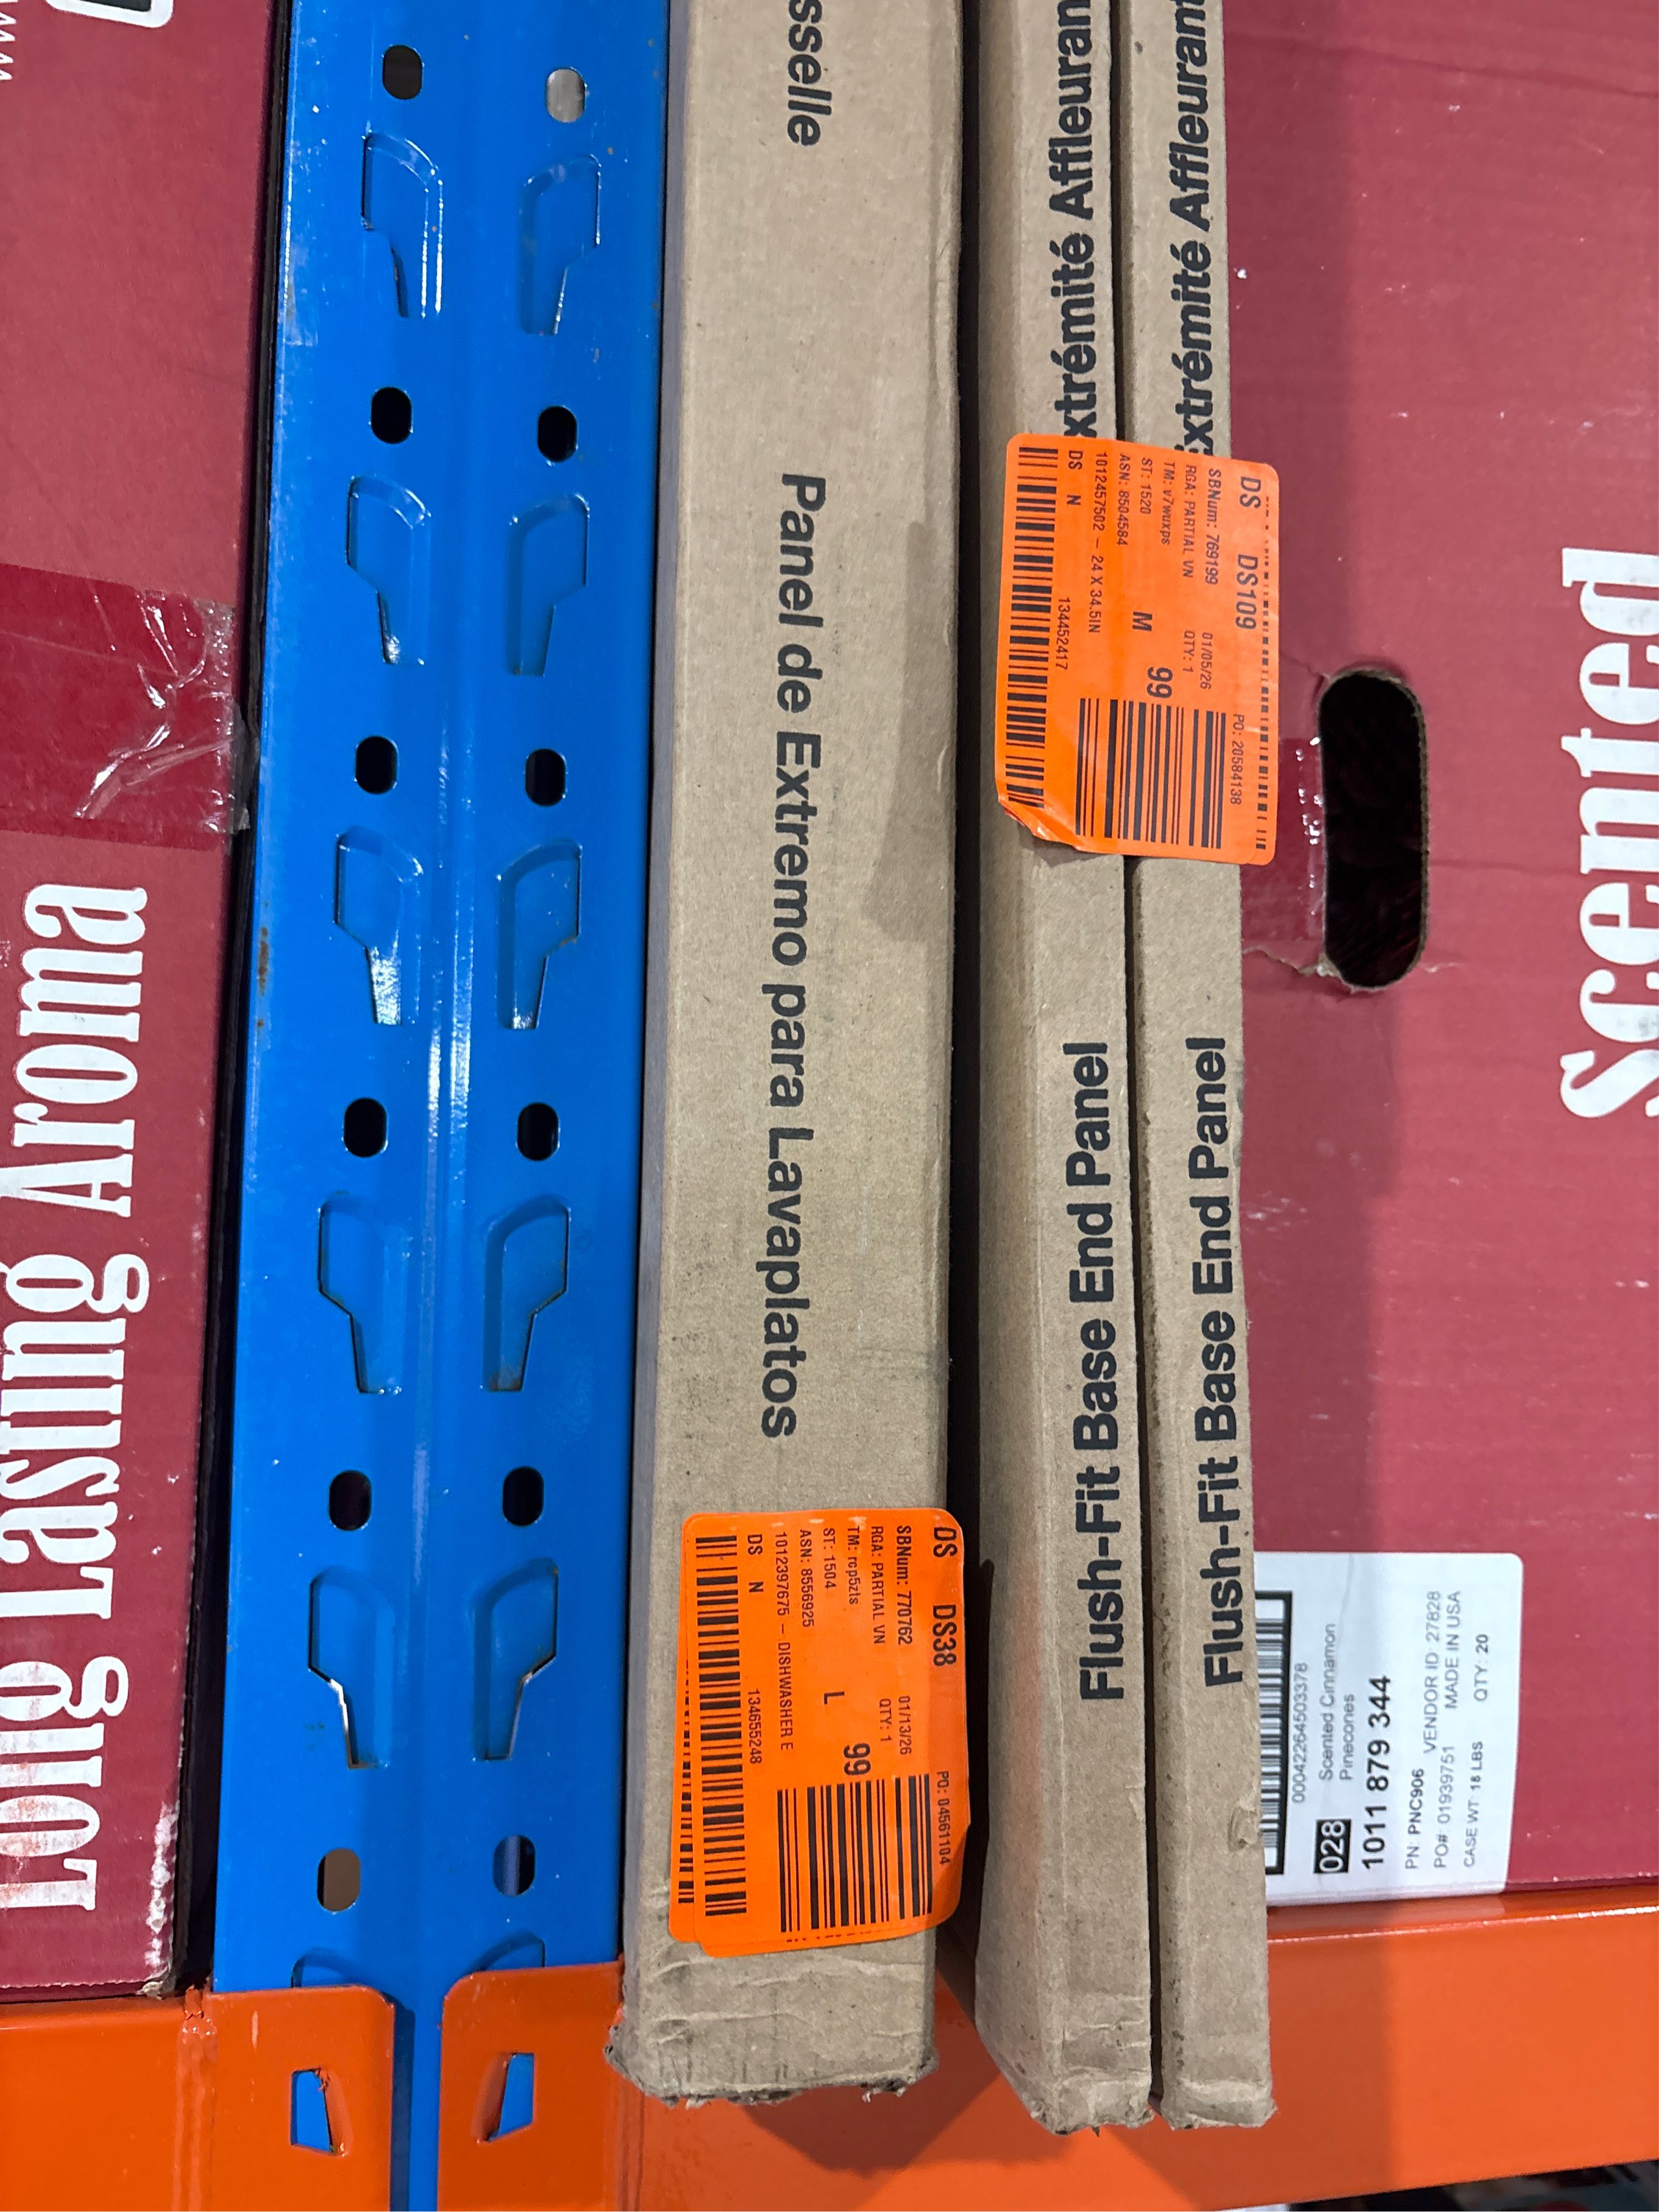 Long Lasting Aroma
sselle
Panel de Extremo para Lavaplatos
DS DS38
SBNum: 770762 01/13/26 PO: 04561104
RGA: PARTIAL VN QTY: 1
TM: rcp5zls
ST: 1504 L 99
ASN: 8556925
1012397675 - DISHWASHER E
DS N 134655248
xtrémité Affleurant
xtrémité Affleurant
DS DS109
SBNum: 769199 01/05/26 PO: 20584138
RGA: PARTIAL VN QTY: 1
TM: v7wuxps
ST: 1520 M 99
ASN: 8504584
1012457502 - 24 X 34.5IN
DS N 134452417
Flush-Fit Base End Panel
Flush-Fit Base End Panel
Scented
00042264503378
028 Scented Cinnamon
Pinecones
1011 879 344
PN: PNC906 VENDOR ID: 27828
PO# 01939751 MADE IN USA
CASE WT: 18 LBS QTY: 20